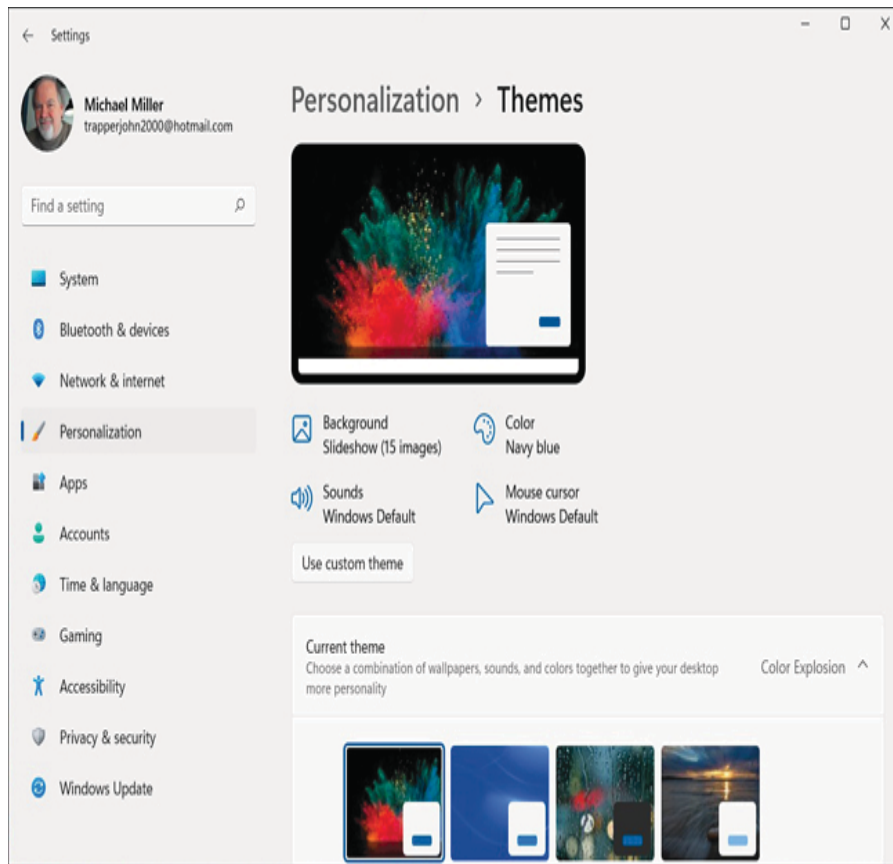 Settings
Michael Miller
trapperjohn2000@hotmail.com
Find a setting
System
Bluetooth & devices
Network & internet
Personalization
Apps
Accounts
Time & language
Gaming
Accessibility
Privacy & security
Windows Update
Personalization > Themes
Background
Slideshow (15 images)
Color
Navy blue
Sounds
Windows Default
Mouse cursor
Windows Default
Use custom theme
Current theme
Choose a combination of wallpapers, sounds, and colors together to give your desktop
more personality
Color Explosion